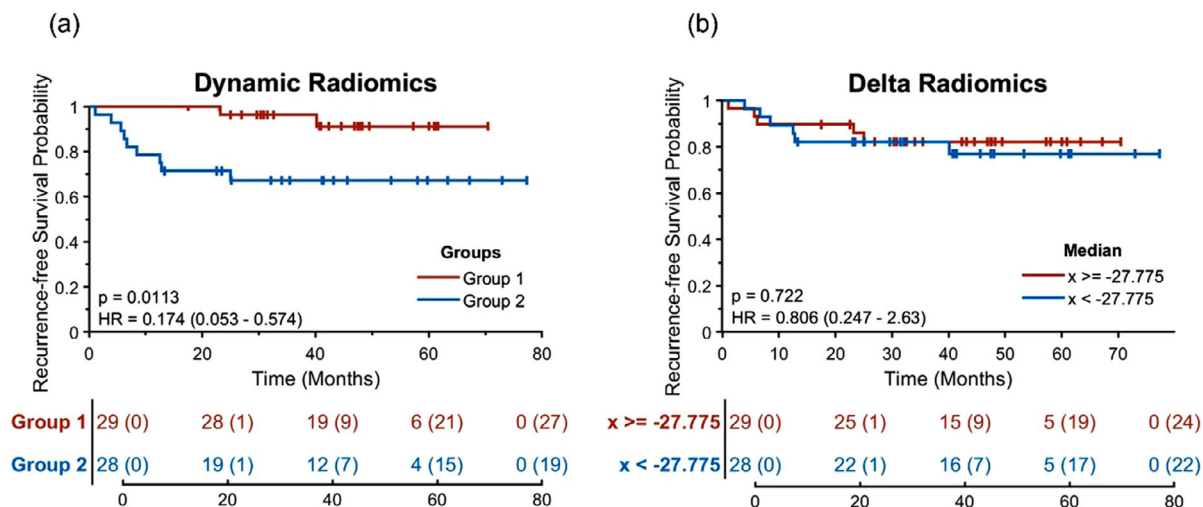 (a)
Dynamic Radiomics
Recurrence-free Survival Probability
1
0.8
0.6
0.4
0.2
0
Groups
Group 1
Group 2
p = 0.0113
HR = 0.174 (0.053 - 0.574)
0 20 40 60 80
Time (Months)
Group 1 29 (0) 28 (1) 19 (9) 6 (21) 0 (27)
Group 2 28 (0) 19 (1) 12 (7) 4 (15) 0 (19)
0 20 40 60 80
(b)
Delta Radiomics
Recurrence-free Survival Probability
1
0.8
0.6
0.4
0.2
0
Median
x >= -27.775
x < -27.775
p = 0.722
HR = 0.806 (0.247 - 2.63)
0 10 20 30 40 50 60 70
Time (Months)
x >= -27.775 29 (0) 25 (1) 15 (9) 5 (19) 0 (24)
x < -27.775 28 (0) 22 (1) 16 (7) 5 (17) 0 (22)
0 20 40 60 80